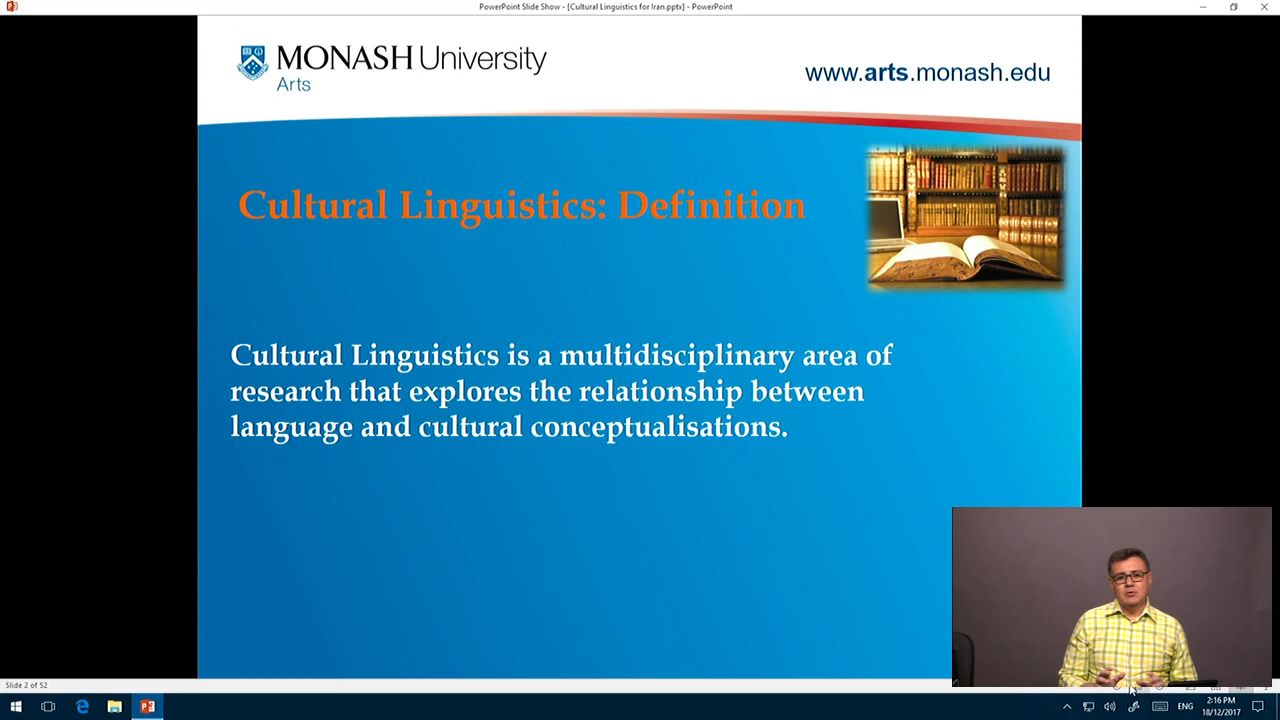 PowerPoint Slide Show - [Cultural Linguistics for Iran.pptx] - PowerPoint
MONASH University
Arts
www.arts.monash.edu
Cultural Linguistics: Definition
Cultural Linguistics is a multidisciplinary area of
research that explores the relationship between
language and cultural conceptualisations.
Slide 2 of 52
ENG
2:16 PM
18/12/2017